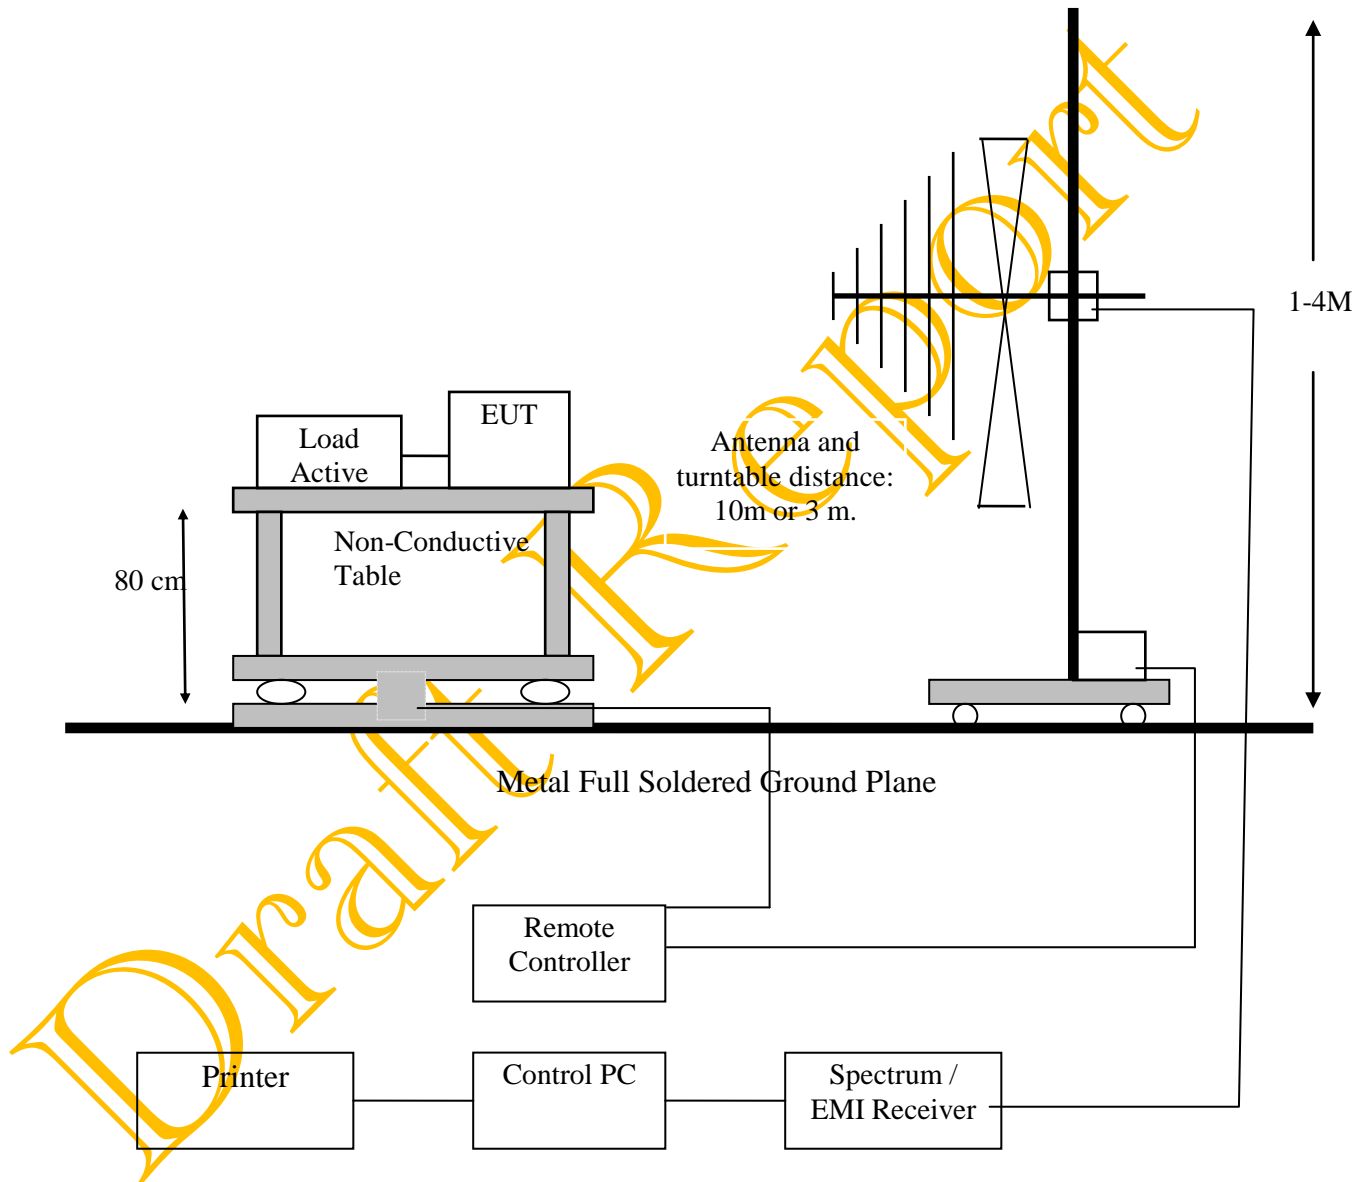 Draft Report
1-4M
EUT
Load
Active
Antenna and
turntable distance:
10m or 3 m.
Non-Conductive
Table
80 cm
Metal Full Soldered Ground Plane
Remote
Controller
Printer
Control PC
Spectrum /
EMI Receiver